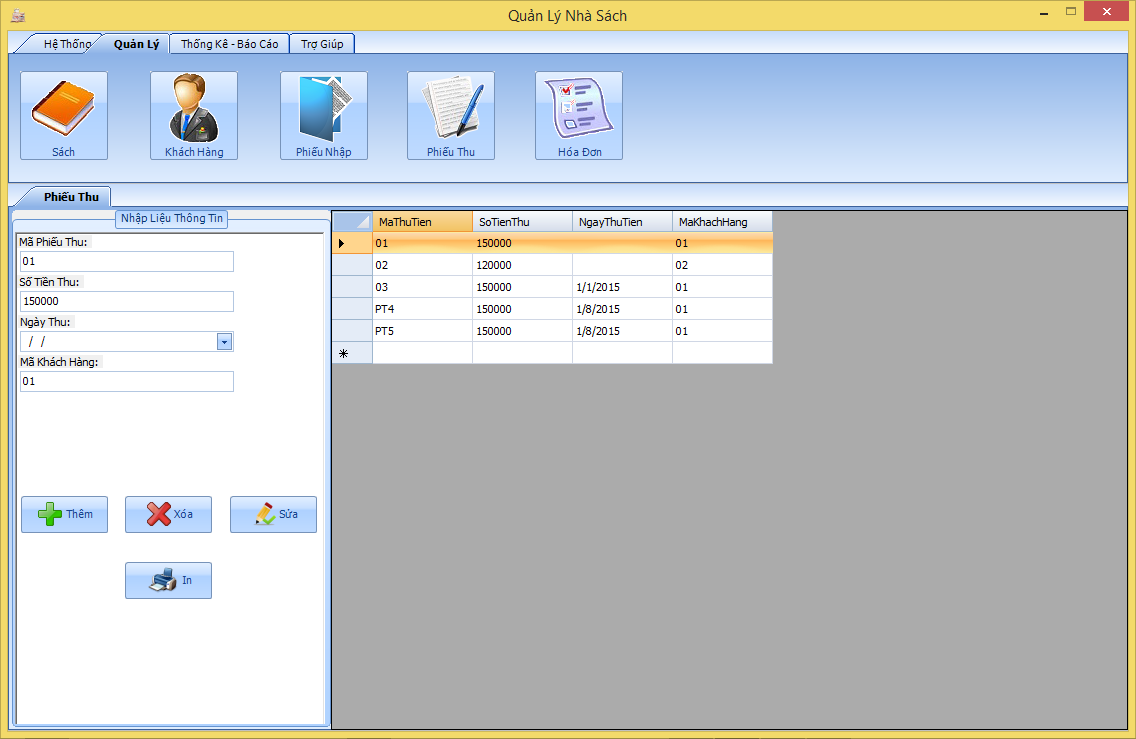 Quản Lý Nhà Sách
Hệ Thống Quản Lý Thống Kê - Báo Cáo Trợ Giúp
Sách Khách Hàng Phiếu Nhập Phiếu Thu Hóa Đơn
Phiếu Thu
Nhập Liệu Thông Tin
Mã Phiếu Thu:
01
Số Tiền Thu:
150000
Ngày Thu:
/ /
Mã Khách Hàng:
01
Thêm Xóa Sửa
In
MaThuTien SoTienThu NgayThuTien MaKhachHang
01 150000 01
02 120000 02
03 150000 1/1/2015 01
PT4 150000 1/8/2015 01
PT5 150000 1/8/2015 01